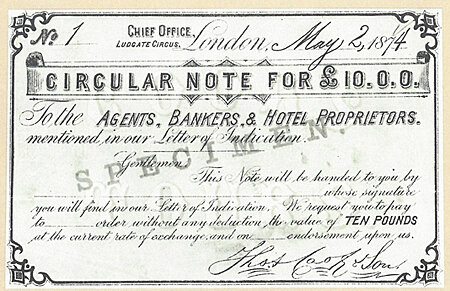 No. 1 CHIEF OFFICE, LUDGATE CIRCUS, London, May 2, 1874
CIRCULAR NOTE FOR £10.0.0.
To the AGENTS, BANKERS, & HOTEL PROPRIETORS.
mentioned, in our Letter of Indication.
SPECIMEN.
Gentlemen
This Note will be handed to you, by
whose signature
you will find in our Letter of Indication. We request you to pay
to order without any deduction, the value of TEN POUNDS
at the current rate of exchange, and on endorsement upon us.
Thos. Cook & Son.